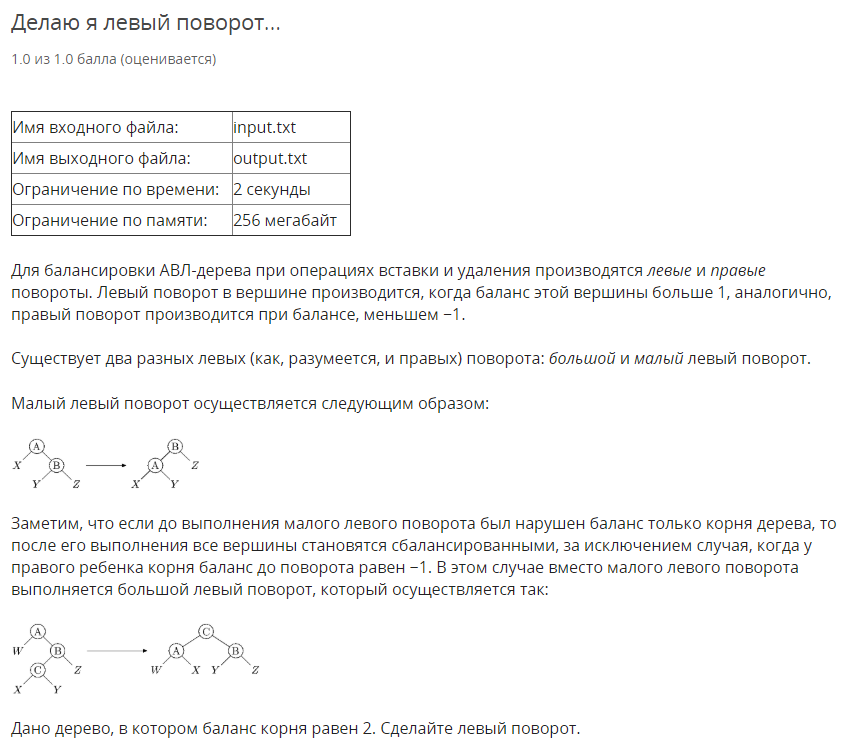 Делаю я левый поворот...
1.0 из 1.0 балла (оценивается)
Имя входного файла: input.txt
Имя выходного файла: output.txt
Ограничение по времени: 2 секунды
Ограничение по памяти: 256 мегабайт
Для балансировки АВЛ-дерева при операциях вставки и удаления производятся левые и правые
повороты. Левый поворот в вершине производится, когда баланс этой вершины больше 1, аналогично,
правый поворот производится при балансе, меньшем −1.
Существует два разных левых (как, разумеется, и правых) поворота: большой и малый левый поворот.
Малый левый поворот осуществляется следующим образом:
A B
X B A Z
Y Z X Y
Заметим, что если до выполнения малого левого поворота был нарушен баланс только корня дерева, то
после его выполнения все вершины становятся сбалансированными, за исключением случая, когда у
правого ребенка корня баланс до поворота равен −1. В этом случае вместо малого левого поворота
выполняется большой левый поворот, который осуществляется так:
A C
W B A B
C Z W X Y Z
X Y
Дано дерево, в котором баланс корня равен 2. Сделайте левый поворот.